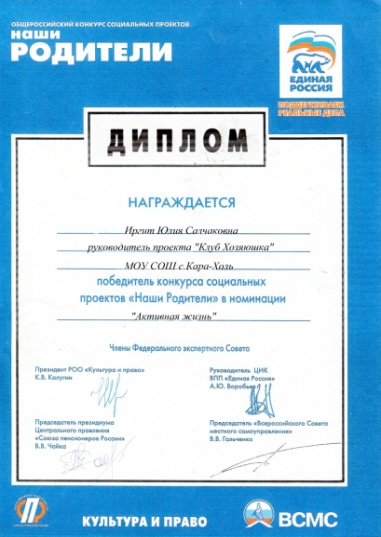 ОБЩЕРОССИЙСКИЙ КОНКУРС СОЦИАЛЬНЫХ ПРОЕКТОВ
наши
РОДИТЕЛИ
ЕДИНАЯ
РОССИЯ
ПОДДЕРЖИВАЕМ
РЕАЛЬНЫЕ ДЕЛА
ДИПЛОМ
НАГРАЖДАЕТСЯ
Иргит Юлия Салчаковна
руководитель проекта "Клуб Хозяюшка"
МОУ СОШ с Кара-Холь
победитель конкурса социальных
проектов «Наши Родители» в номинации
"Активная жизнь"
Члены Федерального экспертного Совета
Президент РОО «Культура и право»
К.В. Калугин
Руководитель ЦИК
ВПП «Единая Россия»
А.Ю. Воробьев
Председатель президиума
Центрального правления
«Союза пенсионеров России»
В.В. Чайка
Председатель «Всероссийского Совета
местного самоуправления»
В.В. Гальченко
КУЛЬТУРА И ПРАВО
ВСМС